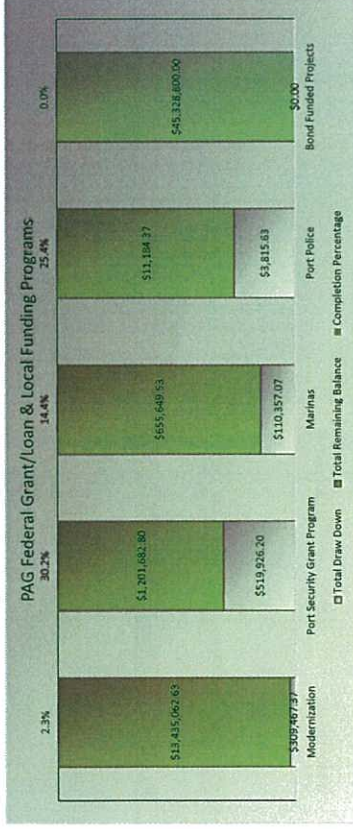 PAG Federal Grant/Loan & Local Funding Programs
2.3%
30.2%
14.4%
25.4%
0.0%
$13,435,062.63
$1,201,682.80
$655,649.53
$11,184.37
$45,328,800.00
$309,467.37
$519,926.20
$110,357.07
$3,815.63
$0.00
Modernization
Port Security Grant Program
Marinas
Port Police
Bond Funded Projects
Total Draw Down
Total Remaining Balance
Completion Percentage